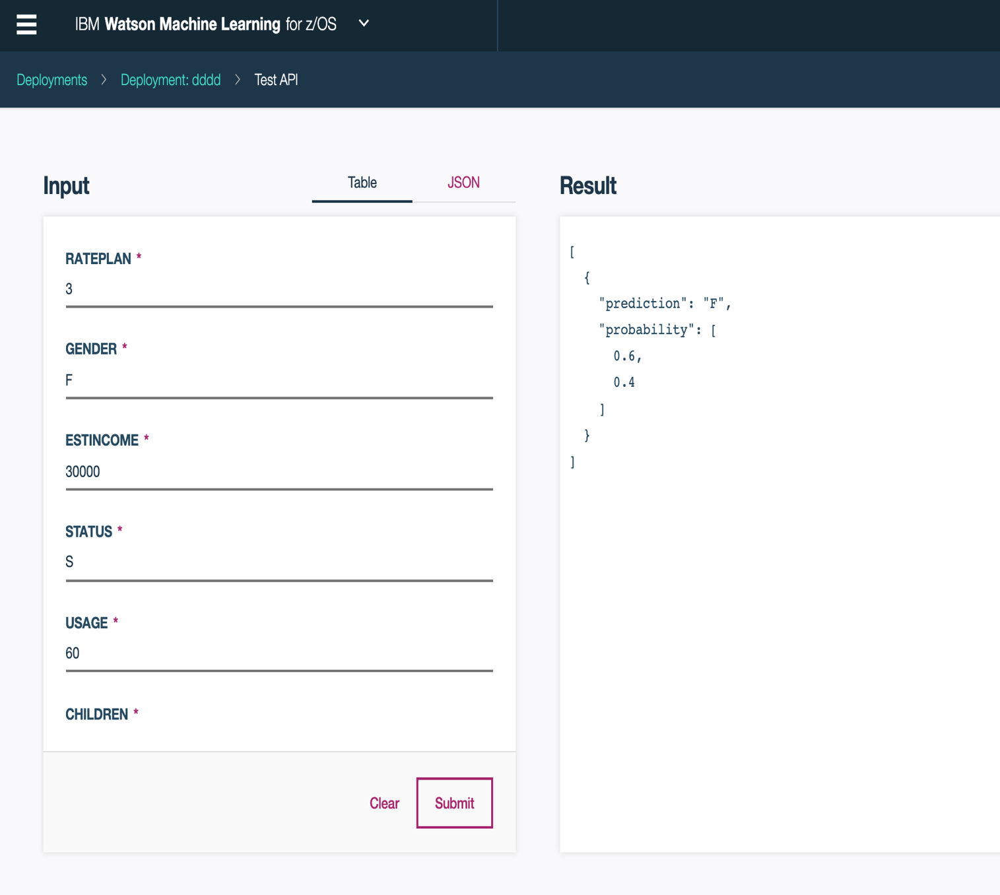 IBM Watson Machine Learning for z/OS
Deployments > Deployment: dddd > Test API
Input
Table
JSON
RATEPLAN *
3
GENDER *
F
ESTINCOME *
30000
STATUS *
S
USAGE *
60
CHILDREN *
Clear
Submit
Result
[
{
"prediction": "F",
"probability": [
0.6,
0.4
]
}
]